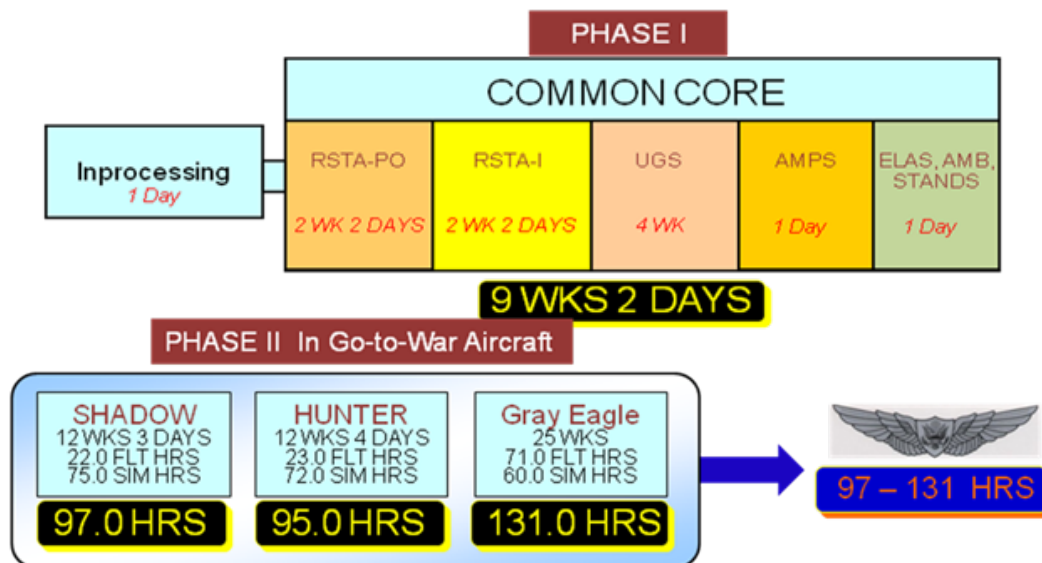 PHASE I
COMMON CORE
Inprocessing
1 Day
RSTA-PO
2 WK 2 DAYS
RSTA-I
2 WK 2 DAYS
UGS
4 WK
AMPS
1 Day
ELAS, AMB,
STANDS
1 Day
9 WKS 2 DAYS
PHASE II In Go-to-War Aircraft
SHADOW
12 WKS 3 DAYS
22.0 FLT HRS
75.0 SIM HRS
97.0 HRS
HUNTER
12 WKS 4 DAYS
23.0 FLT HRS
72.0 SIM HRS
95.0 HRS
Gray Eagle
25 WKS
71.0 FLT HRS
60.0 SIM HRS
131.0 HRS
97 – 131 HRS